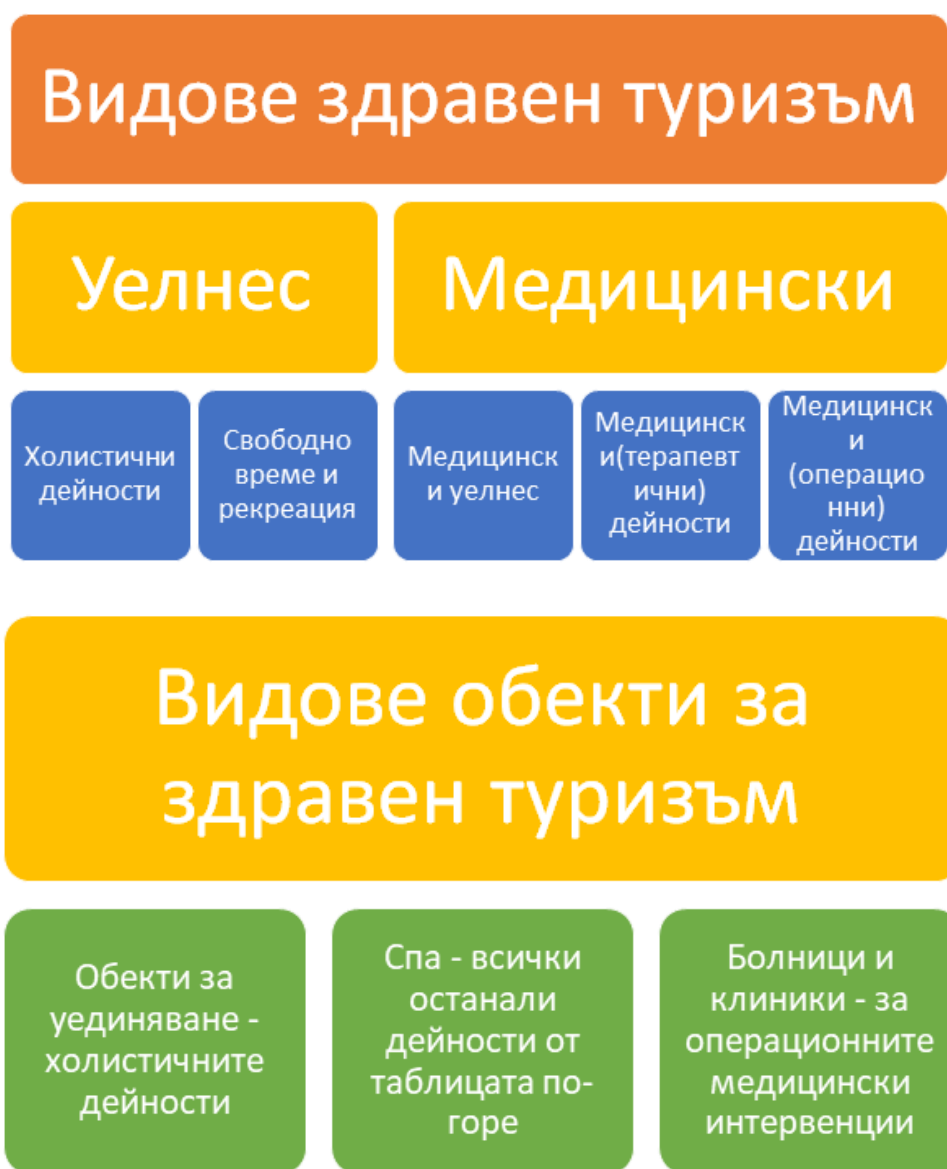 Видове здравен туризъм
Уелнес
Медицински
Холистични
дейности
Свободно
време и
рекреация
Медицинск
и уелнес
Медицинск
и(терапевт
ични)
дейности
Медицинск
и
(операцио
нни)
дейности
Видове обекти за
здравен туризъм
Обекти за
уединяване -
холистичните
дейности
Спа - всички
останали
дейности от
таблицата по-
горе
Болници и
клиники - за
операционните
медицински
интервенции